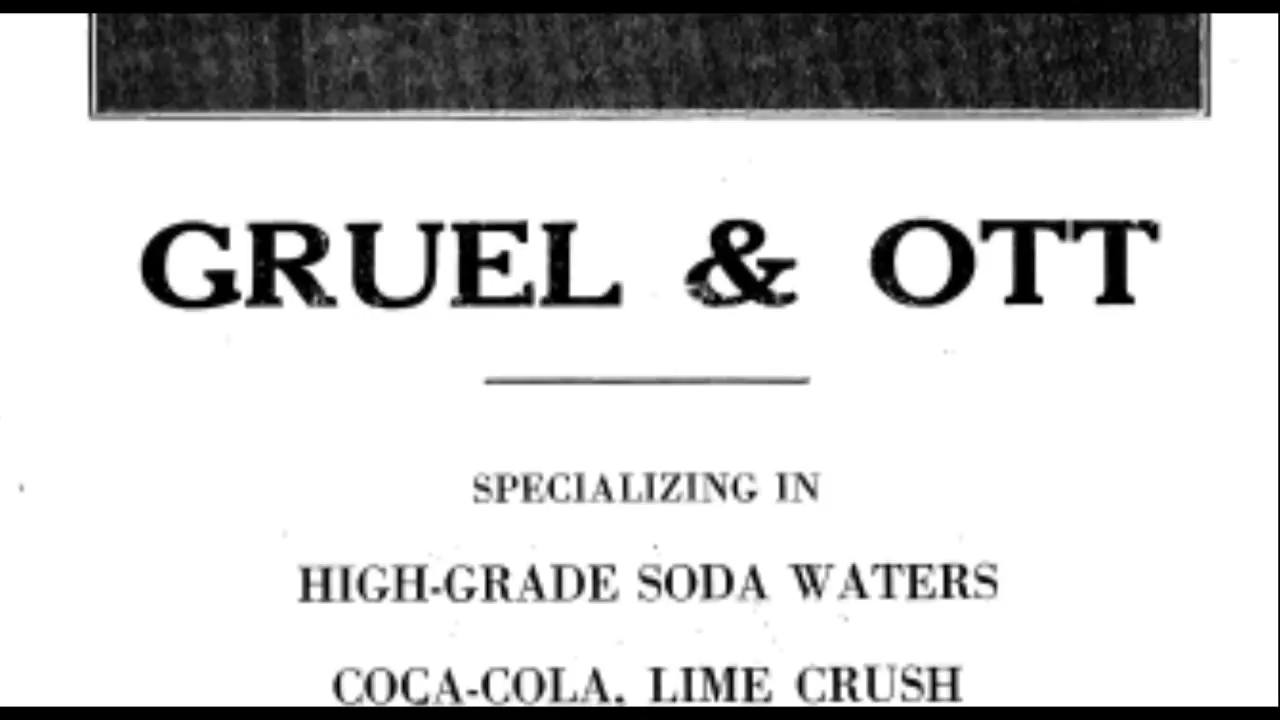 GRUEL & OTT
SPECIALIZING IN
HIGH-GRADE SODA WATERS
COCA-COLA, LIME CRUSH